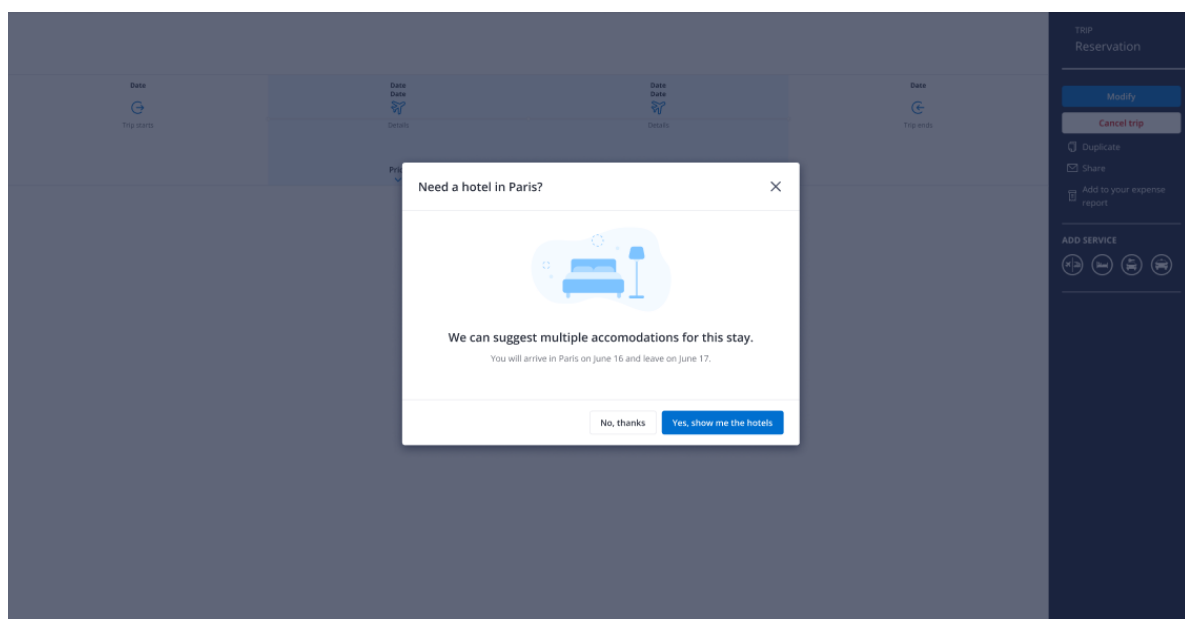 TRIP
Reservation
Date
Date
Date
Date
Date
Date
Trip starts
Details
Details
Trip ends
Modify
Cancel trip
Duplicate
Share
Add to your expense
report
ADD SERVICE
Need a hotel in Paris?
We can suggest multiple accomodations for this stay.
You will arrive in Paris on June 16 and leave on June 17.
No, thanks
Yes, show me the hotels